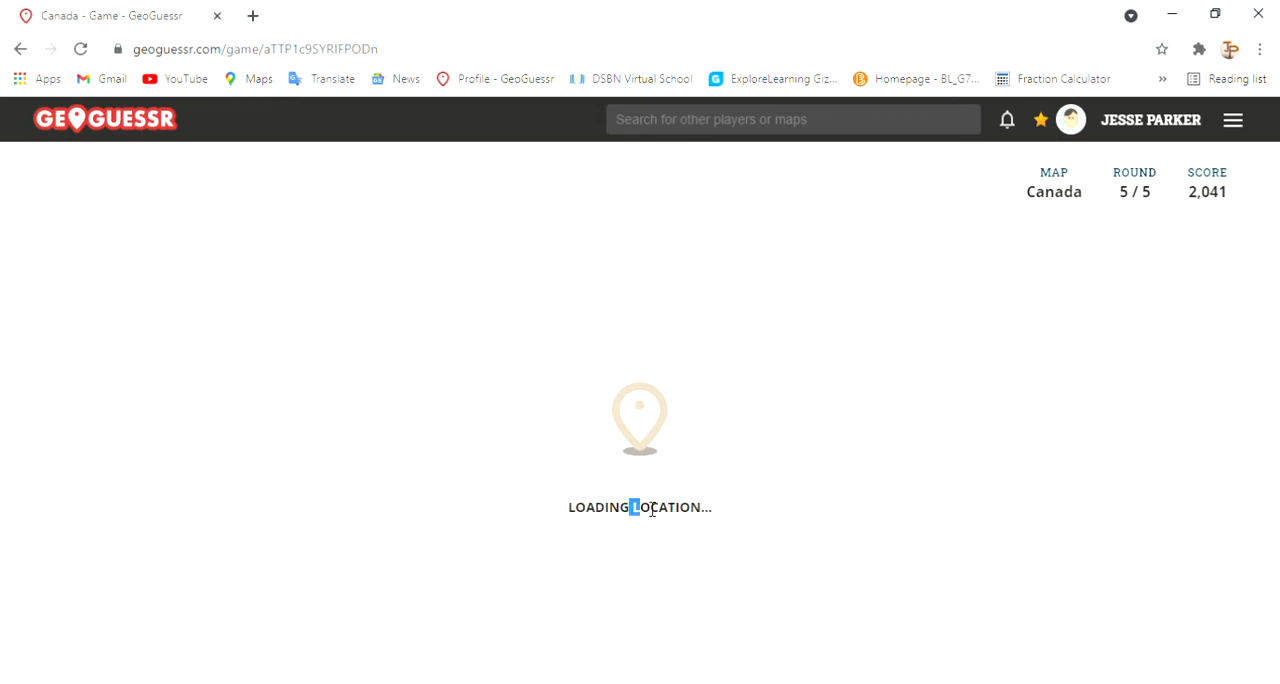 Canada - Game - GeoGuessr
geoguessr.com/game/aTTP1c9SYRIFPODn
Apps Gmail YouTube Maps Translate News Profile - GeoGuessr DSBN Virtual School ExploreLearning Giz... Homepage - BL_G7... Fraction Calculator » Reading list
GEOGUESSR Search for other players or maps JESSE PARKER
MAP ROUND SCORE
Canada 5 / 5 2,041
LOADING LOCATION...